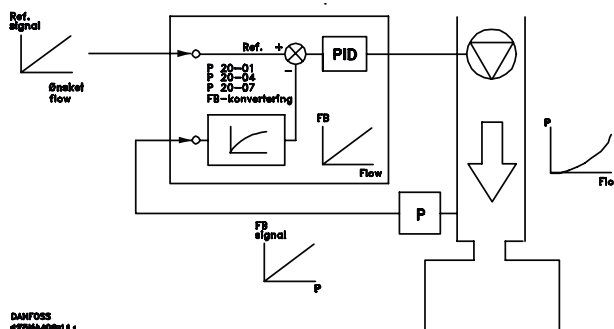 Ref.
signal
Ønsket
flow
Ref.
+
PID
P 20-01
P 20-04
P 20-07
FB-konvertering
FB
Flow
P
P
FB
signal
P
DANFOSS